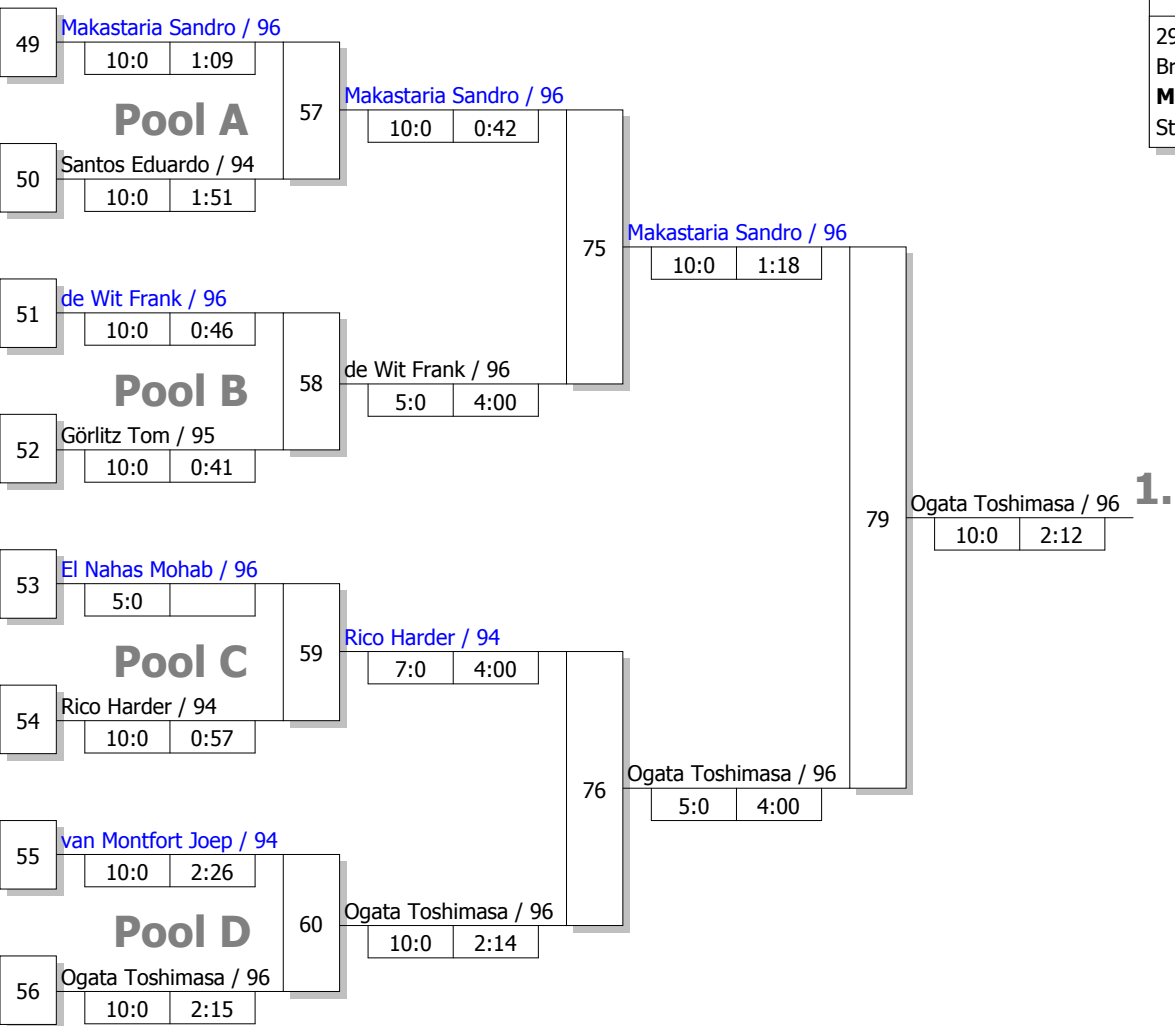 49
Makastaria Sandro / 96
10:0 1:09
Pool A
57
Makastaria Sandro / 96
10:0 0:42
50
Santos Eduardo / 94
10:0 1:51
75
Makastaria Sandro / 96
10:0 1:18
51
de Wit Frank / 96
10:0 0:46
Pool B
58
de Wit Frank / 96
5:0 4:00
52
Görlitz Tom / 95
10:0 0:41
79
Ogata Toshimasa / 96
1.
10:0 2:12
53
El Nahas Mohab / 96
5:0
Pool C
59
Rico Harder / 94
7:0 4:00
54
Rico Harder / 94
10:0 0:57
76
Ogata Toshimasa / 96
5:0 4:00
55
van Montfort Joep / 94
10:0 2:26
Pool D
60
Ogata Toshimasa / 96
10:0 2:14
56
Ogata Toshimasa / 96
10:0 2:15
29
Br
M
St